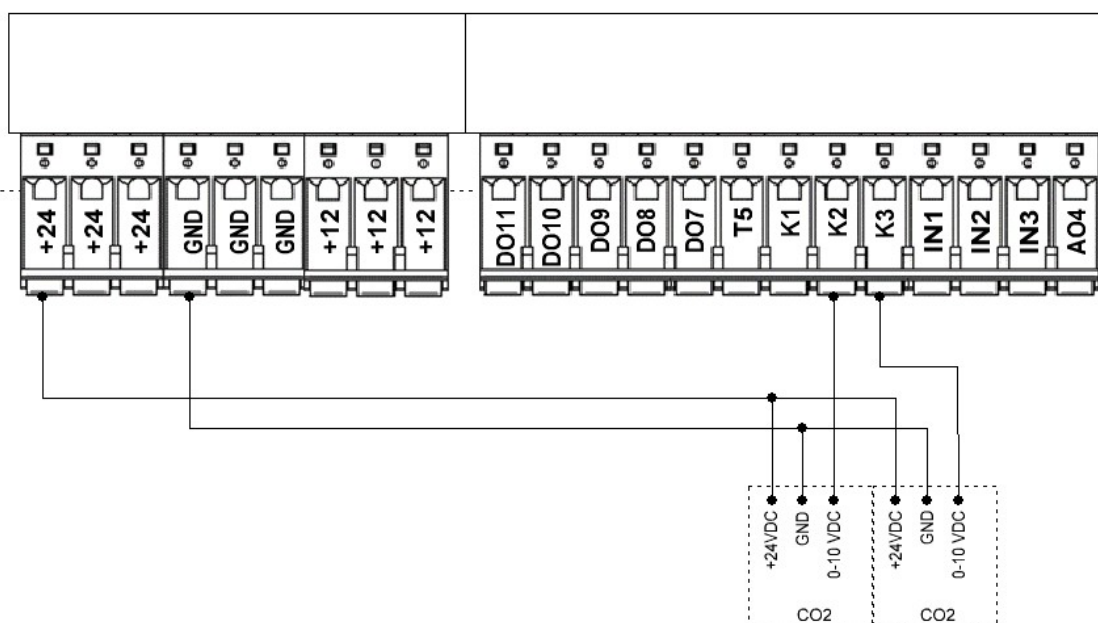 +24 +24 +24 GND GND GND +12 +12 +12 DO11 DO10 DO9 DO8 DO7 T5 K1 K2 K3 IN1 IN2 IN3 AO4
+24VDC GND 0-10 VDC +24VDC GND 0-10 VDC
CO2 CO2